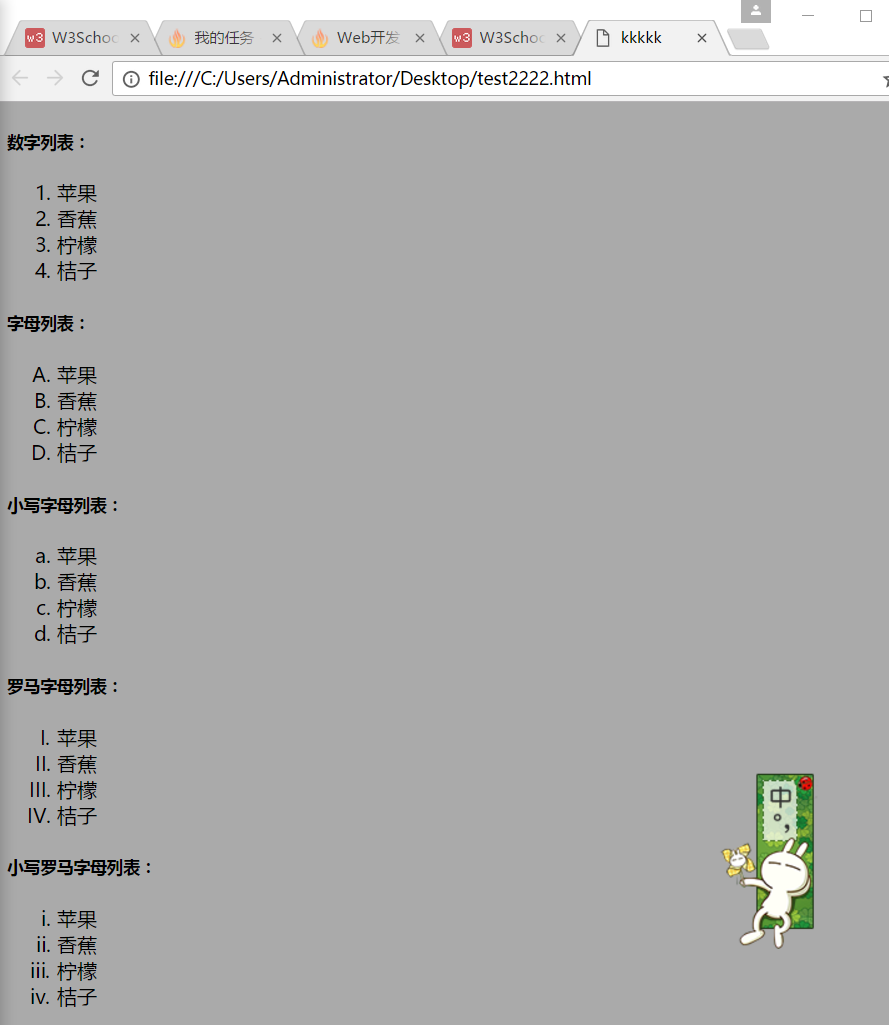 w3 W3Schoc
我的任务
Web开发
w3 W3Schoc
kkkkk
file:///C:/Users/Administrator/Desktop/test2222.html
数字列表：
1. 苹果
2. 香蕉
3. 柠檬
4. 桔子
字母列表：
A. 苹果
B. 香蕉
C. 柠檬
D. 桔子
小写字母列表：
a. 苹果
b. 香蕉
c. 柠檬
d. 桔子
罗马字母列表：
I. 苹果
II. 香蕉
III. 柠檬
IV. 桔子
小写罗马字母列表：
i. 苹果
ii. 香蕉
iii. 柠檬
iv. 桔子
中
°,